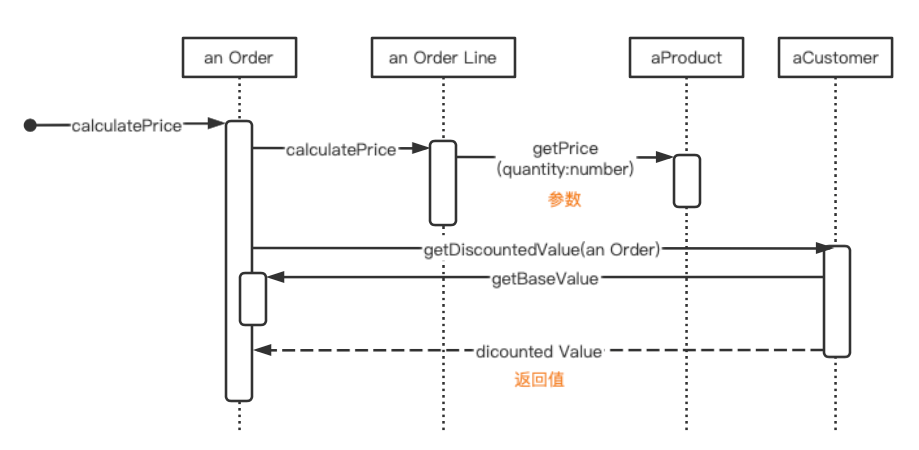 an Order
an Order Line
aProduct
aCustomer
calculatePrice
calculatePrice
getPrice
(quantity:number)
参数
getDiscountedValue(an Order)
getBaseValue
dicounted Value
返回值